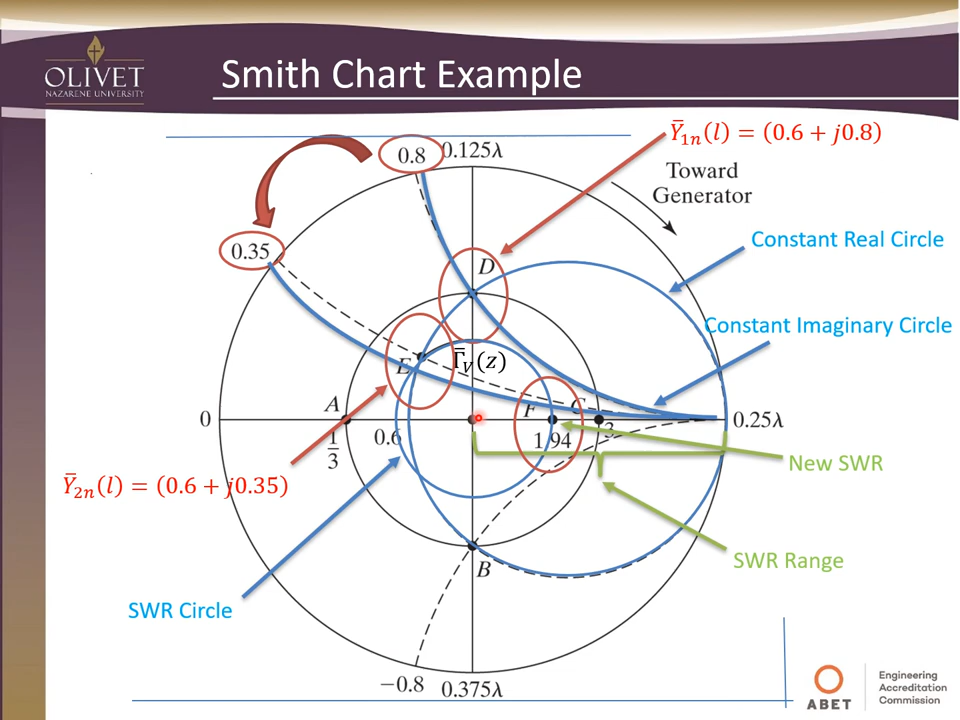 OLIVET
NAZARENE UNIVERSITY
Smith Chart Example
Ȳ₁ₙ(l) = (0.6 + j0.8)
0.8
0.125λ
Toward
Generator
0.35
Constant Real Circle
D
Constant Imaginary Circle
E
Γ̄_V(z)
A
F
C
0
0.25λ
1/3
0.6
1.94
3
New SWR
Ȳ₂ₙ(l) = (0.6 + j0.35)
SWR Range
B
SWR Circle
−0.8
0.375λ
ABET
Engineering
Accreditation
Commission